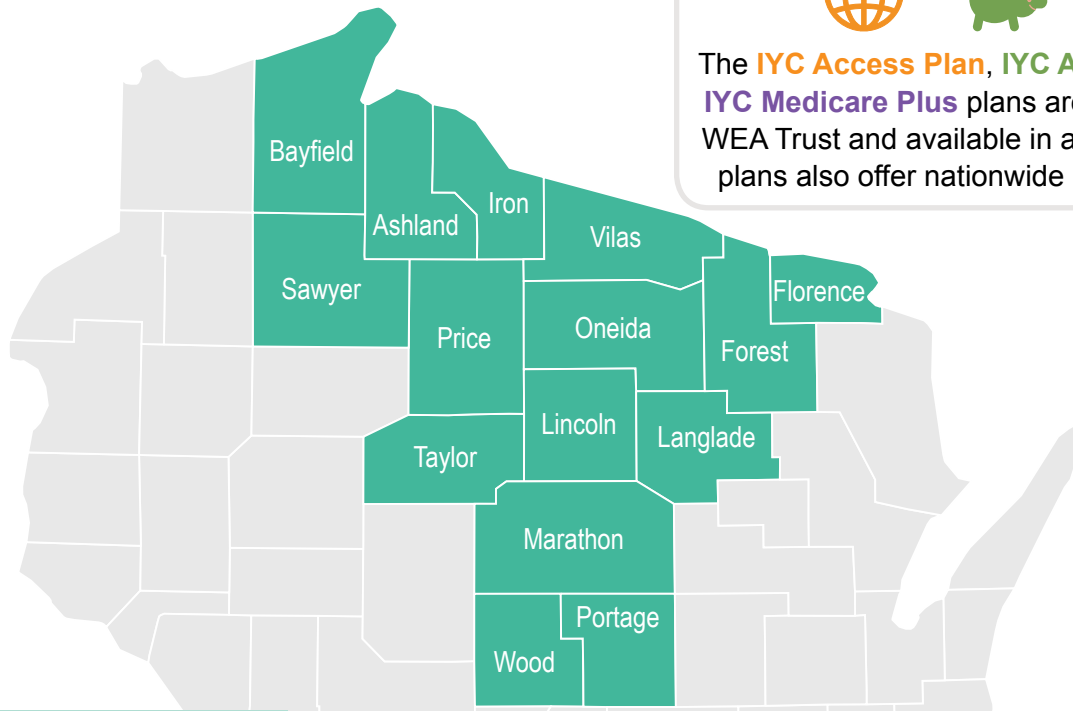 The IYC Access Plan, IYC A
IYC Medicare Plus plans are
WEA Trust and available in a
plans also offer nationwide
Bayfield
Ashland
Iron
Vilas
Sawyer
Florence
Price
Oneida
Forest
Lincoln
Langlade
Taylor
Marathon
Portage
Wood